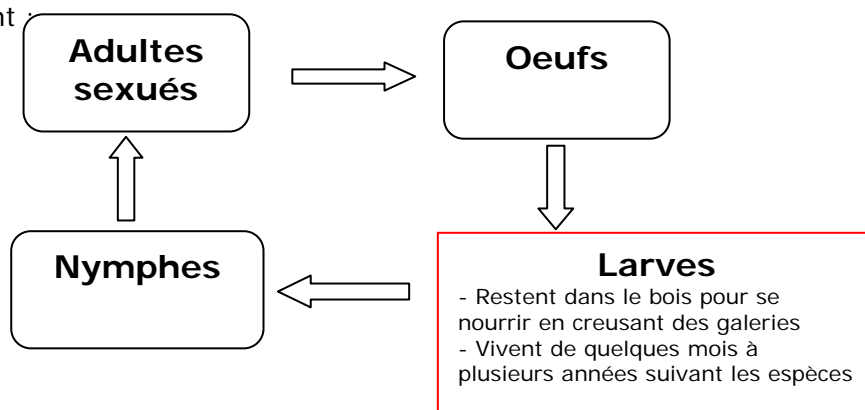 nt :
Adultes
sexués
Oeufs
Nymphes
Larves
- Restent dans le bois pour se
nourrir en creusant des galeries
- Vivent de quelques mois à
plusieurs années suivant les espèces